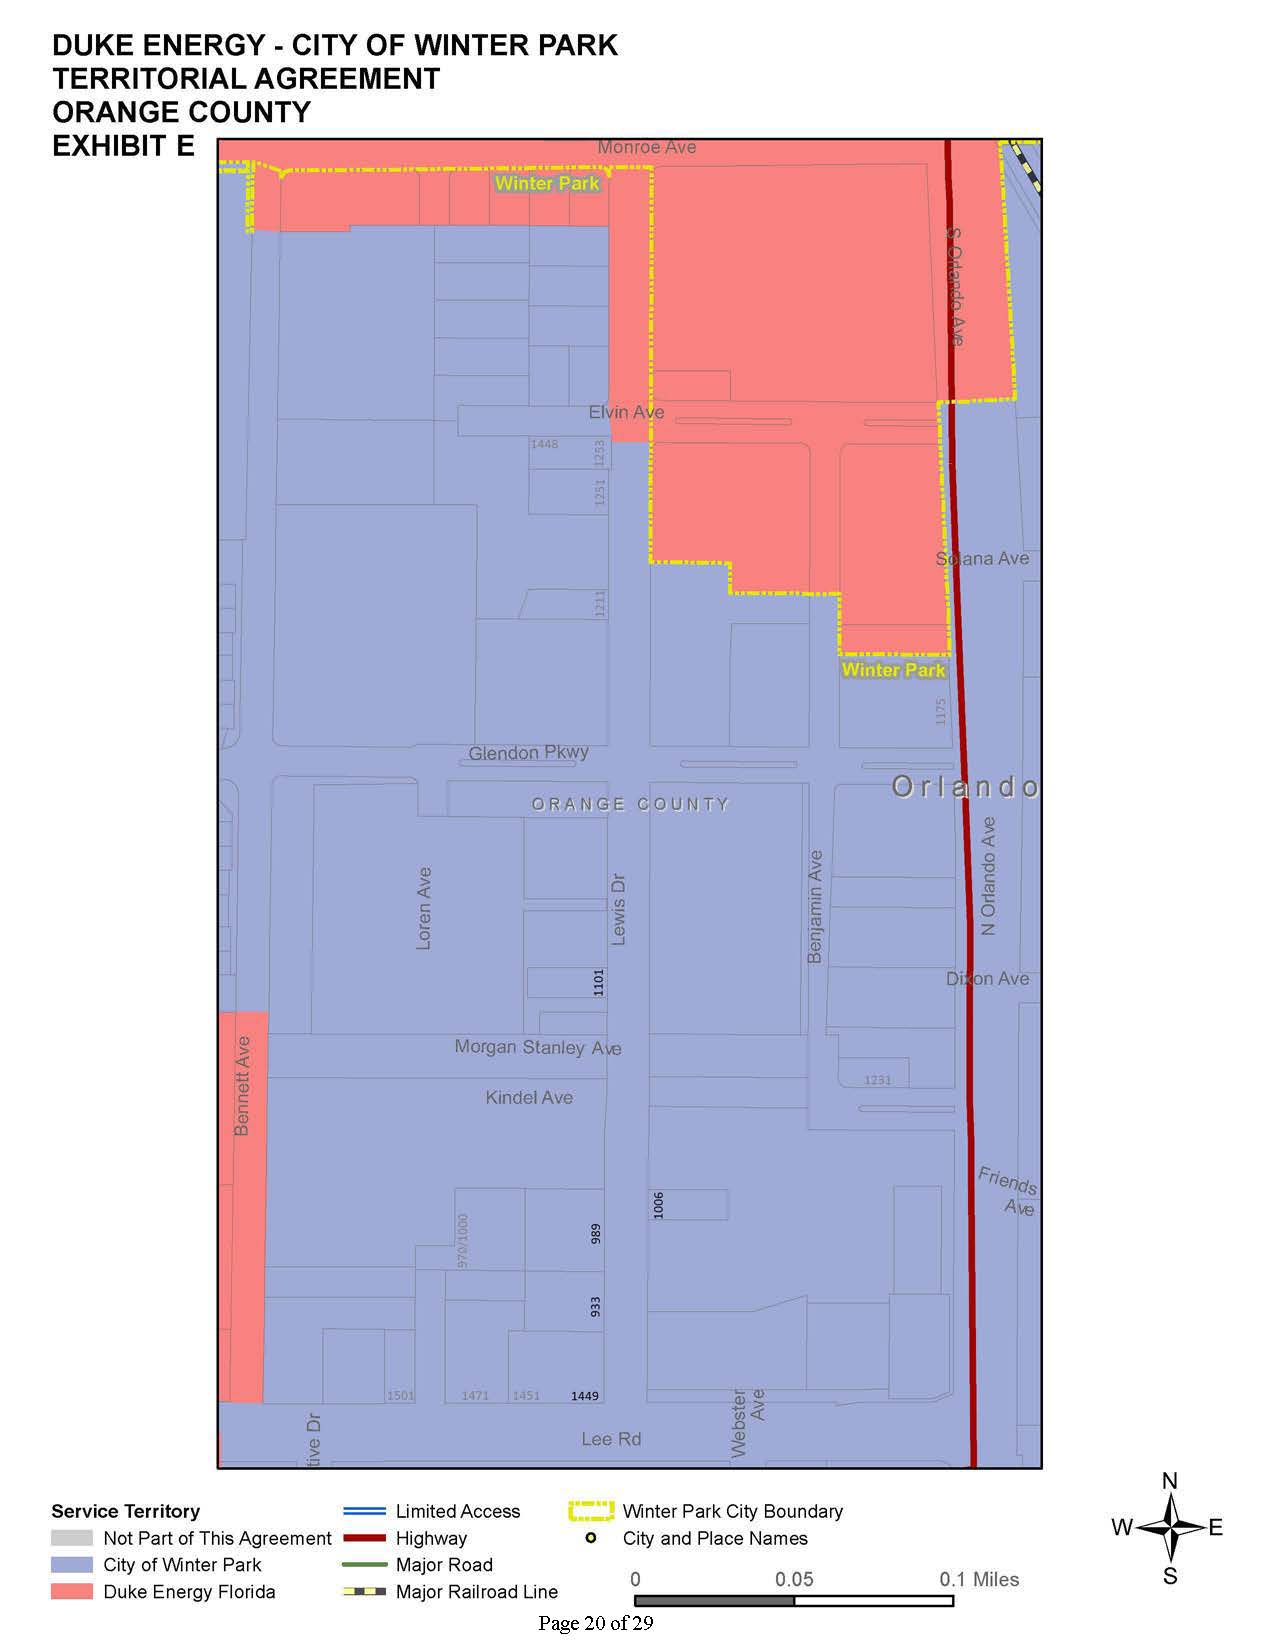 DUKE ENERGY - CITY OF WINTER PARK
TERRITORIAL AGREEMENT
ORANGE COUNTY
EXHIBIT E
Monroe Ave
Winter Park
S Orlando Ave
Elvin Ave
1448
1253
1251
Solana Ave
1211
Winter Park
1175
Glendon Pkwy
Orlando
ORANGE COUNTY
N Orlando Ave
Loren Ave
Lewis Dr
Benjamin Ave
1101
Dixon Ave
Bennett Ave
Morgan Stanley Ave
1231
Kindel Ave
Friends
Ave
1006
970/1000
989
933
1501
1471
1451
1449
tive Dr
Lee Rd
Webster
Ave
Service Territory
Not Part of This Agreement
City of Winter Park
Duke Energy Florida
Limited Access
Highway
Major Road
Major Railroad Line
Winter Park City Boundary
City and Place Names
0
0.05
0.1 Miles
N
W
E
S
Page 20 of 29